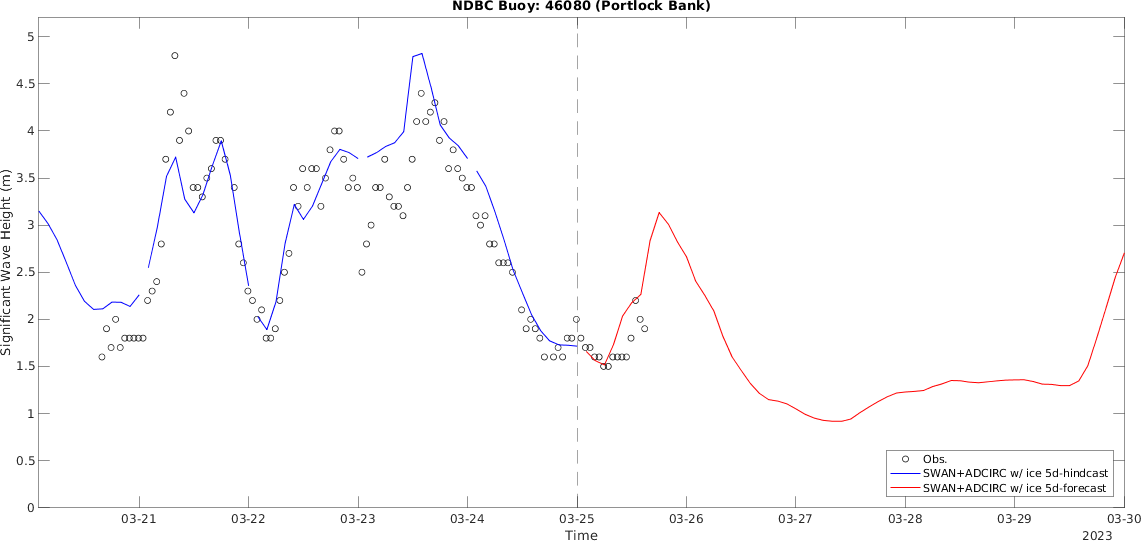 NDBC Buoy: 46080 (Portlock Bank)
5
4.5
4
3.5
3
2.5
2
1.5
1
0.5
0
Significant Wave Height (m)
03-21 03-22 03-23 03-24 03-25 03-26 03-27 03-28 03-29 03-30
Time
2023
Obs.
SWAN+ADCIRC w/ ice 5d-hindcast
SWAN+ADCIRC w/ ice 5d-forecast